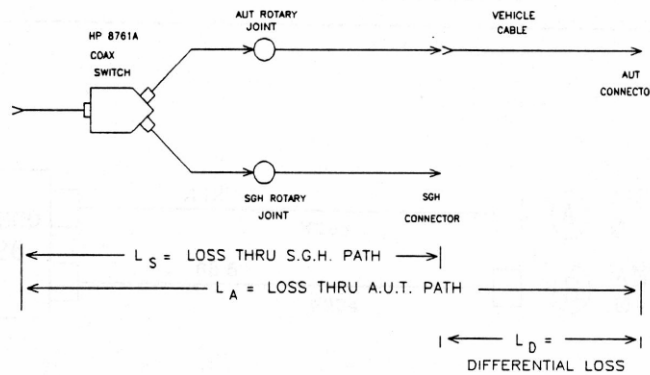 AUT ROTARY
JOINT
VEHICLE
CABLE
HP 8761A
COAX
SWITCH
AUT
CONNECTO
SGH ROTARY
JOINT
SGH
CONNECTOR
L S = LOSS THRU S.G.H. PATH
L A = LOSS THRU A.U.T. PATH
L D =
DIFFERENTIAL LOSS